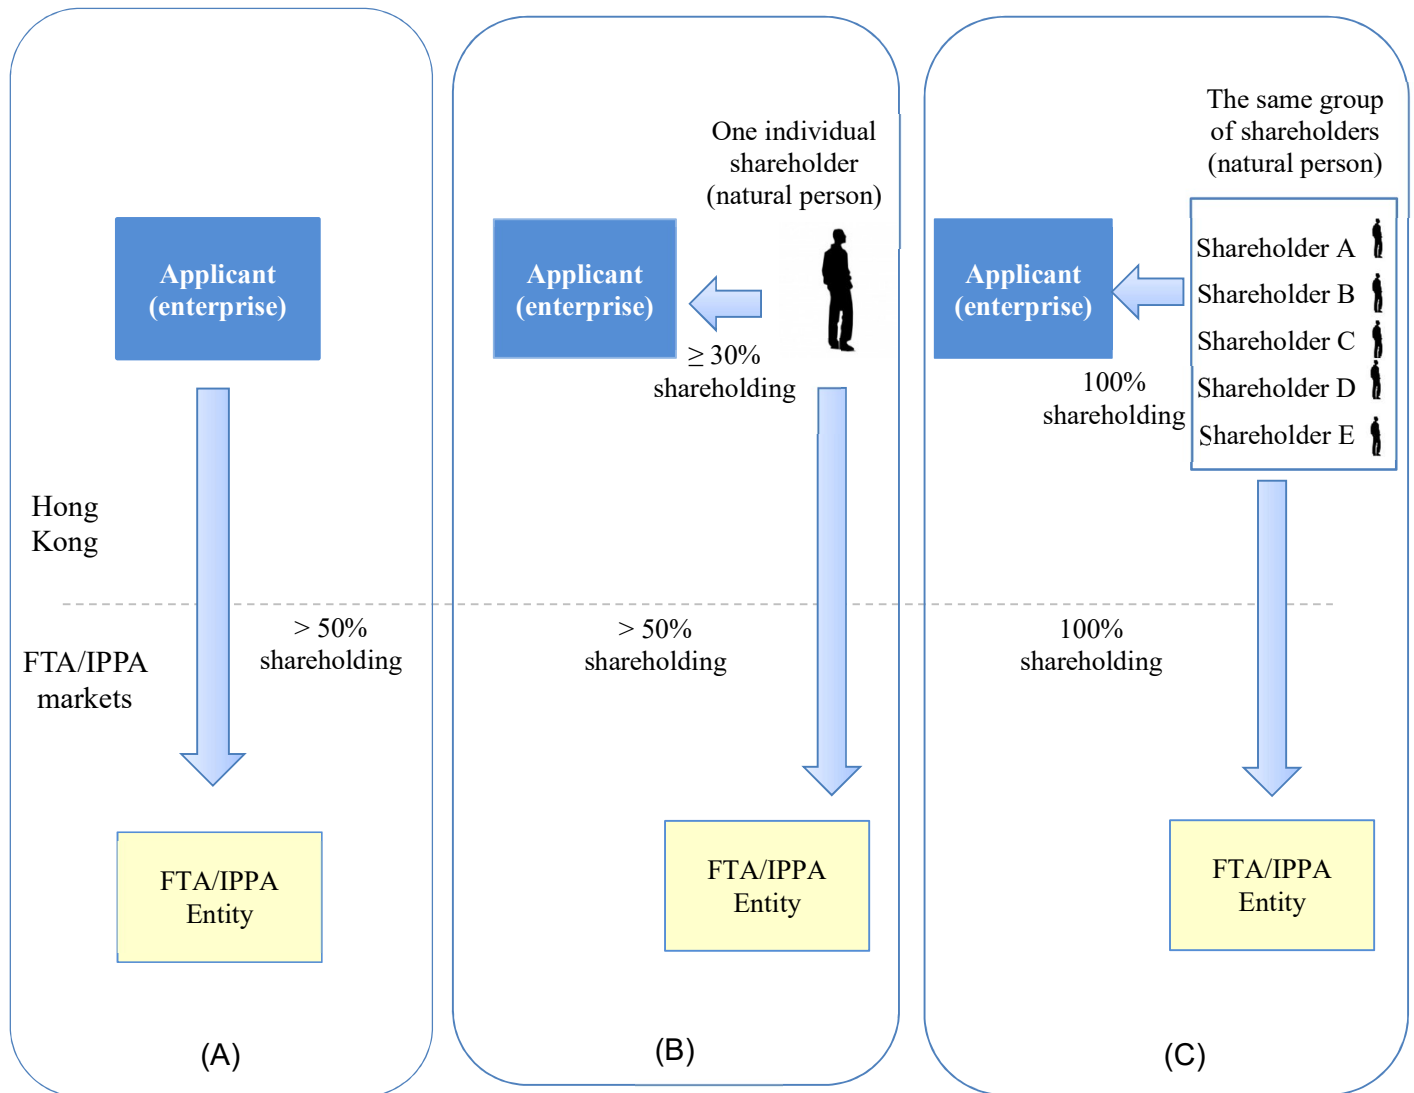 Applicant
(enterprise)
Hong
Kong
> 50%
shareholding
FTA/IPPA
markets
FTA/IPPA
Entity
(A)
One individual
shareholder
(natural person)
Applicant
(enterprise)
≥ 30%
shareholding
> 50%
shareholding
FTA/IPPA
Entity
(B)
The same group
of shareholders
(natural person)
Applicant
(enterprise)
Shareholder A
Shareholder B
Shareholder C
Shareholder D
Shareholder E
100%
shareholding
100%
shareholding
FTA/IPPA
Entity
(C)